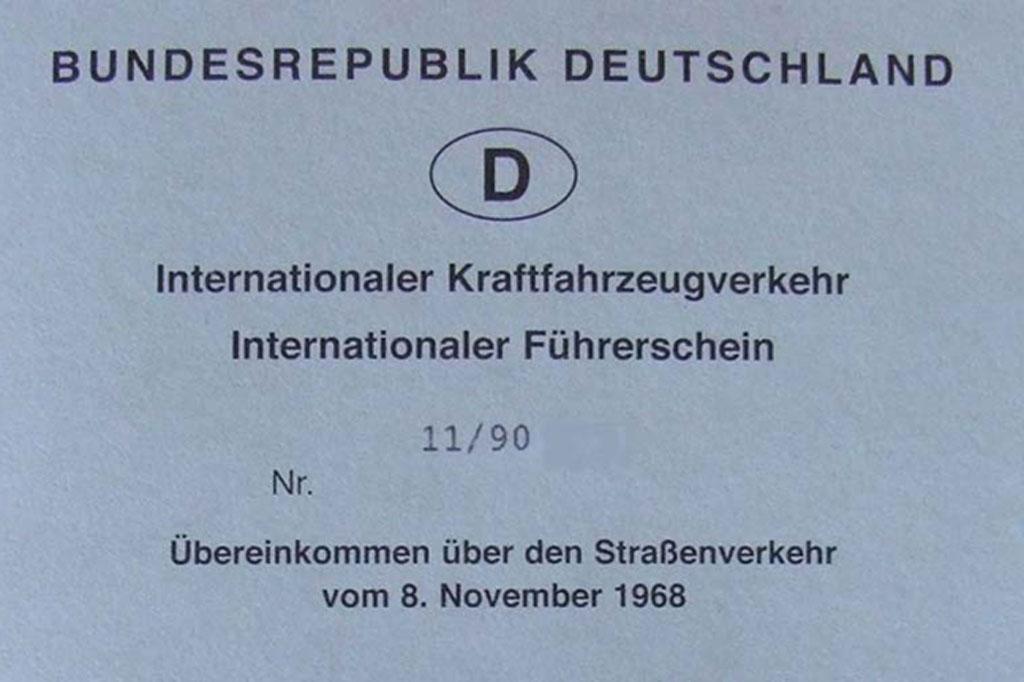 BUNDESREPUBLIK DEUTSCHLAND
D
Internationaler Kraftfahrzeugverkehr
Internationaler Führerschein
11/90
Nr.
Übereinkommen über den Straßenverkehr
vom 8. November 1968